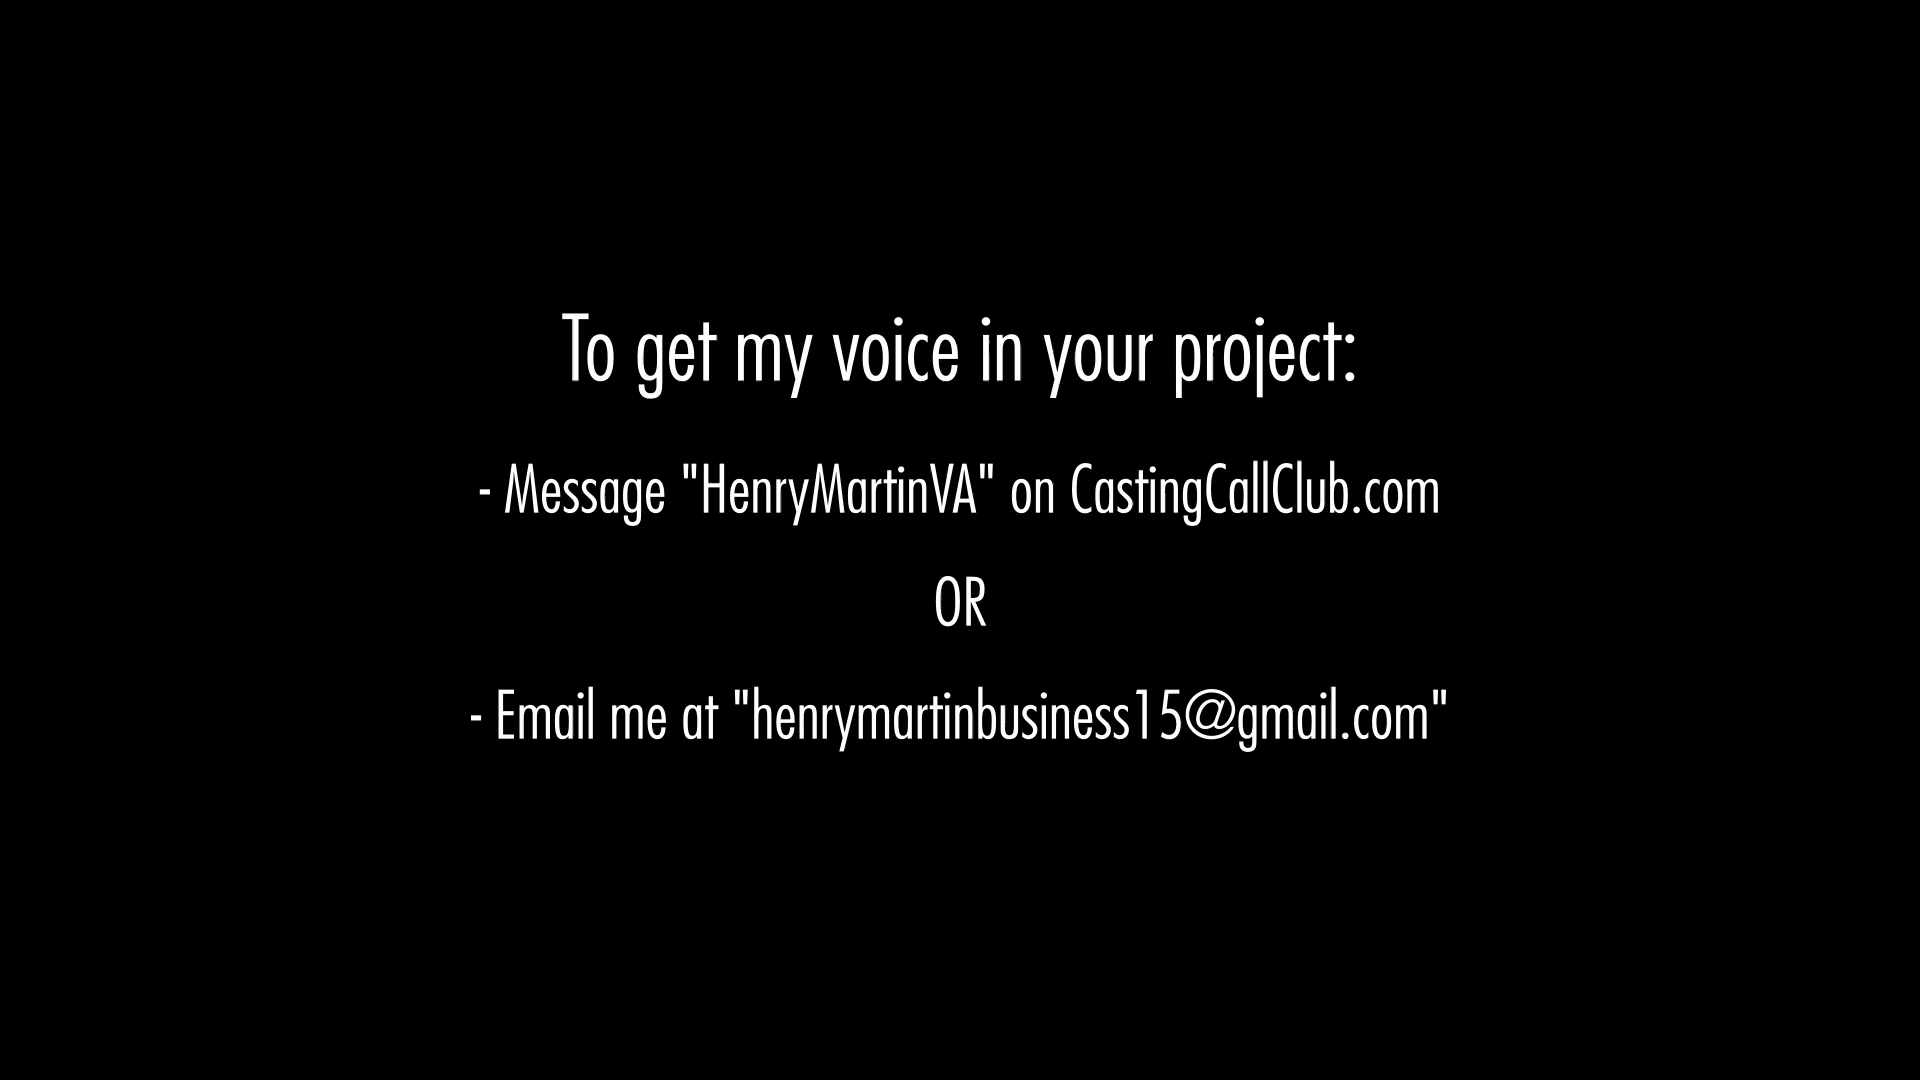 To get my voice in your project:
- Message "HenryMartinVA" on CastingCallClub.com
OR
- Email me at "henrymartinbusiness15@gmail.com"